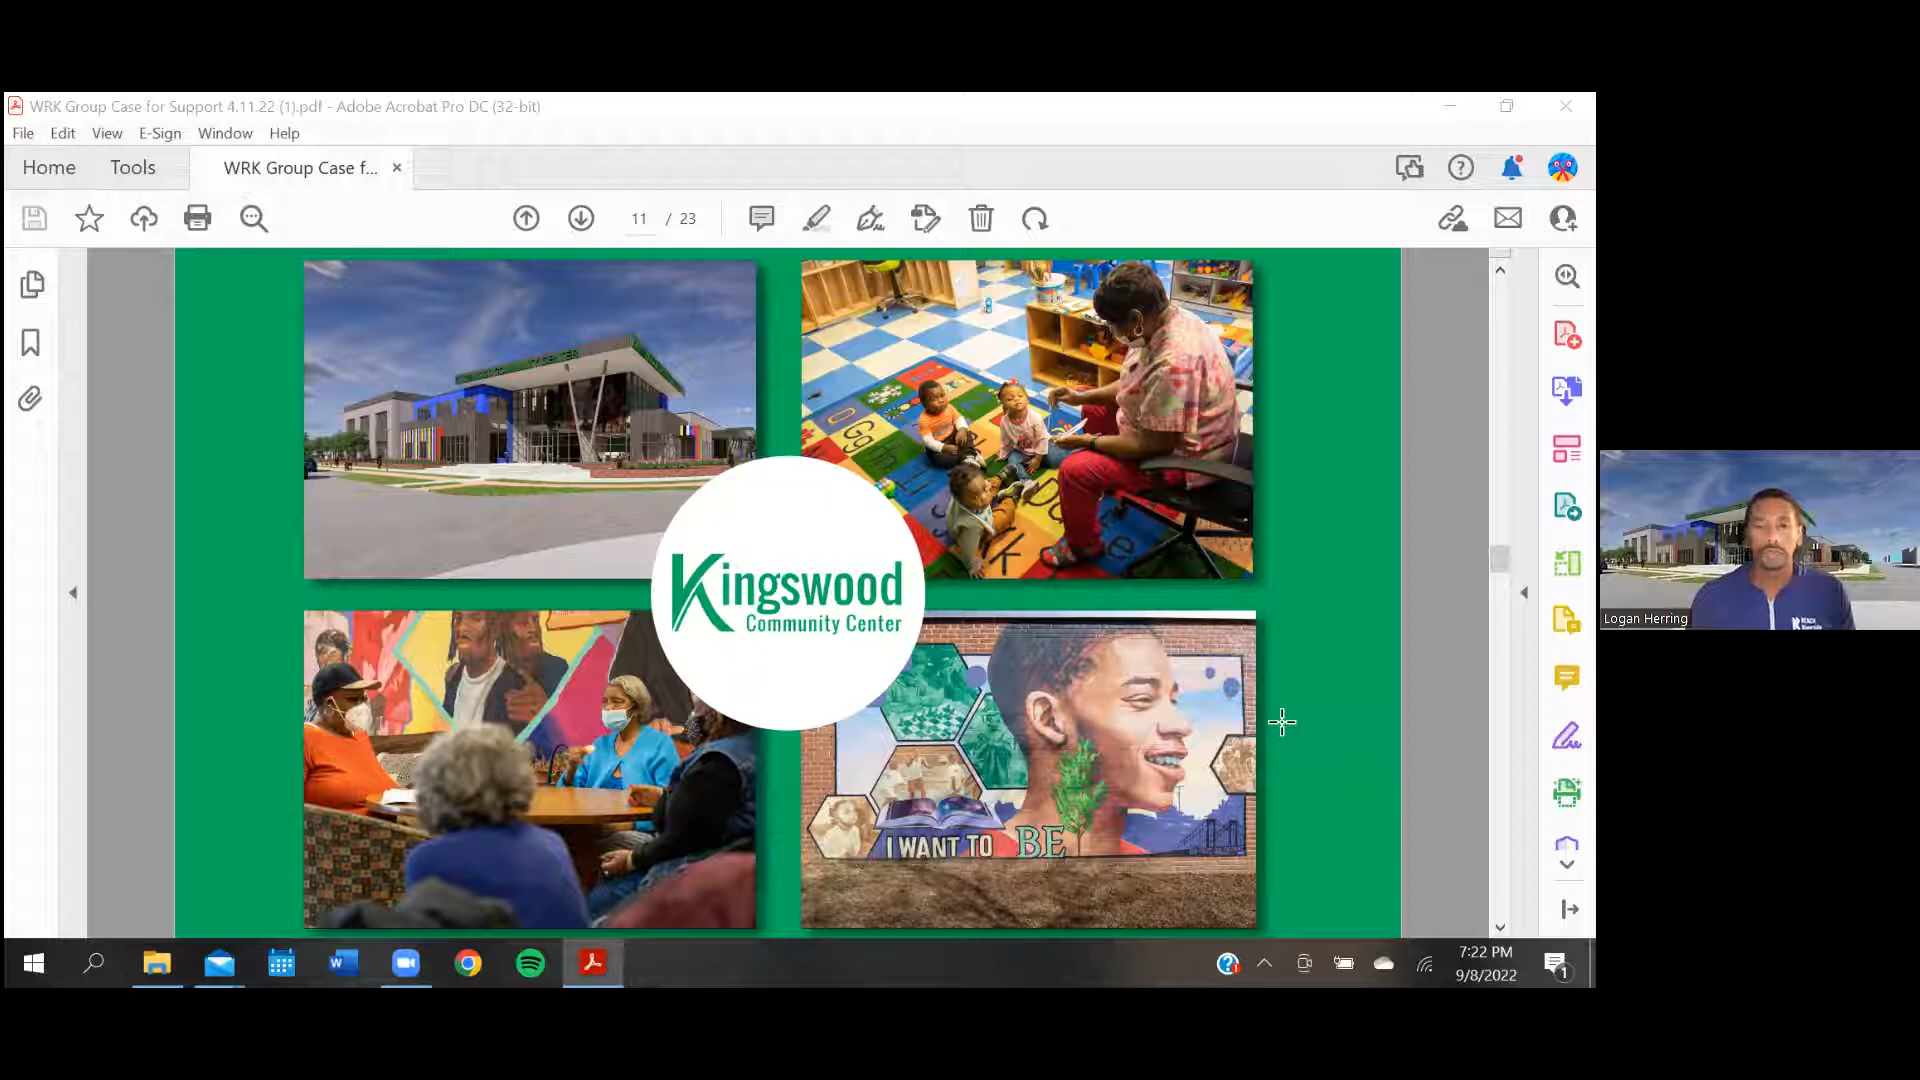 WRK Group Case for Support 4.11.22 (1).pdf - Adobe Acrobat Pro DC (32-bit)
File Edit View E-Sign Window Help
Home Tools WRK Group Case f...
11 / 23
Kingswood
Community Center
I WANT TO BE
Logan Herring
7:22 PM
9/8/2022
1